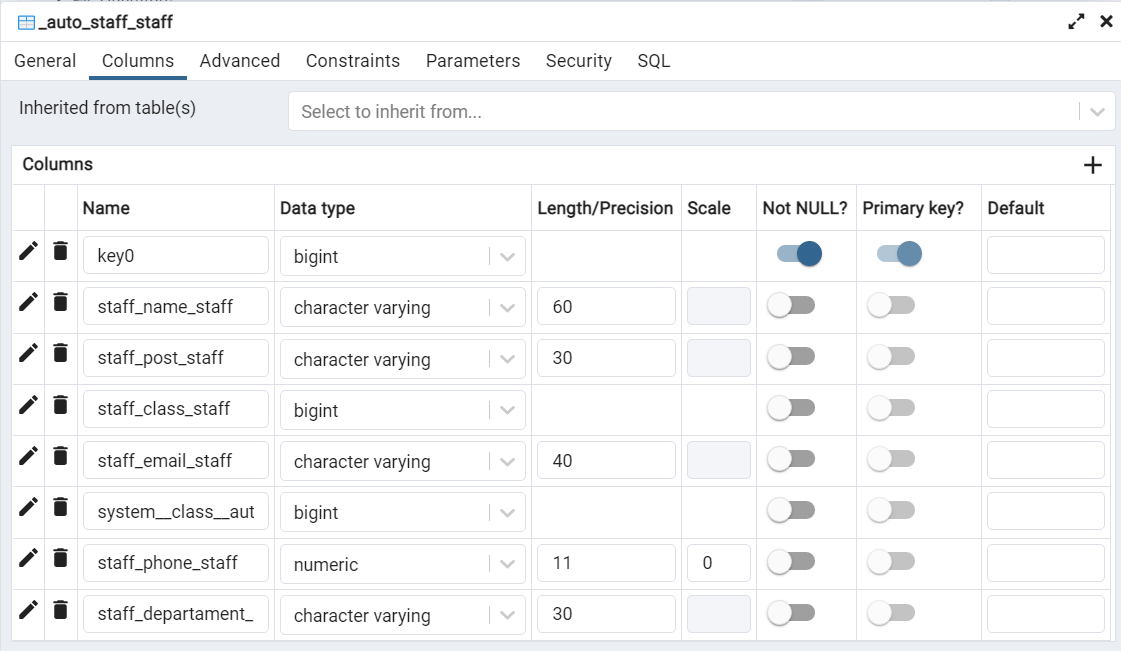 _auto_staff_staff
General Columns Advanced Constraints Parameters Security SQL
Inherited from table(s) Select to inherit from...
Columns
Name Data type Length/Precision Scale Not NULL? Primary key? Default
key0 bigint
staff_name_staff character varying 60
staff_post_staff character varying 30
staff_class_staff bigint
staff_email_staff character varying 40
system__class__aut bigint
staff_phone_staff numeric 11 0
staff_departament_ character varying 30